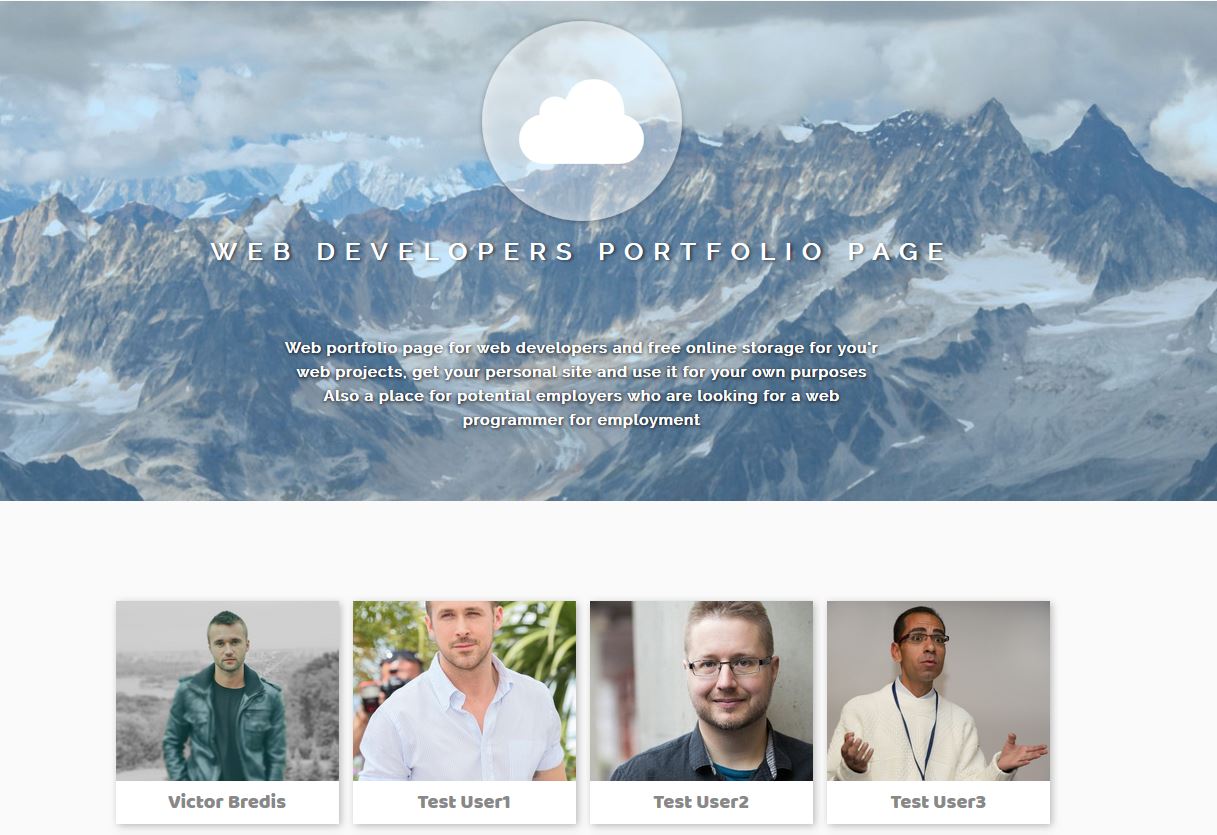 WEB DEVELOPERS PORTFOLIO PAGE
Web portfolio page for web developers and free online storage for you'r
web projects, get your personal site and use it for your own purposes
Also a place for potential employers who are looking for a web
programmer for employment
Victor Bredis
Test User1
Test User2
Test User3